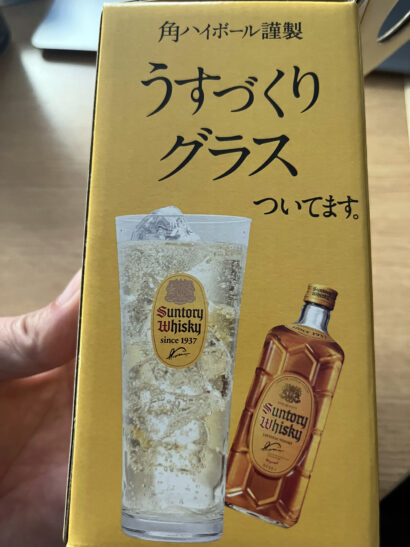 角ハイボール謹製
うすづくり
グラス
ついてます。
Suntory
Whisky
since 1937
Suntory
Whisky